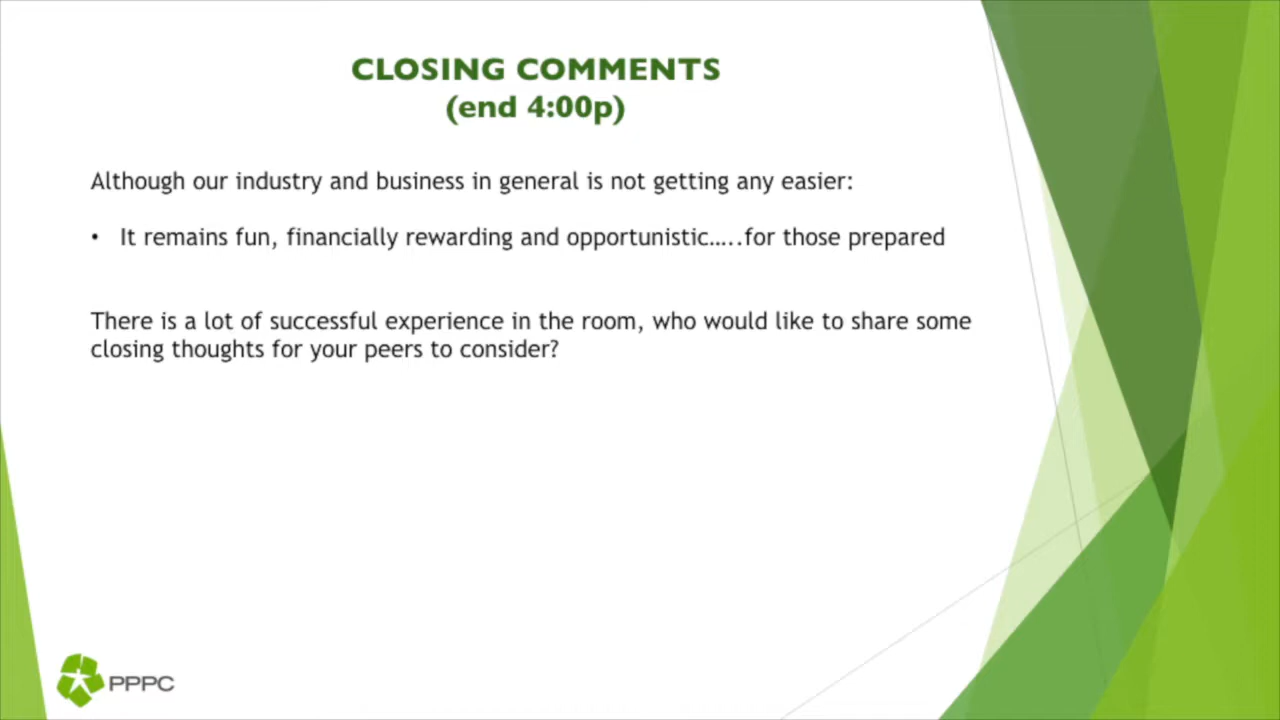 CLOSING COMMENTS
(end 4:00p)
Although our industry and business in general is not getting any easier:
• It remains fun, financially rewarding and opportunistic…..for those prepared
There is a lot of successful experience in the room, who would like to share some
closing thoughts for your peers to consider?
PPPC